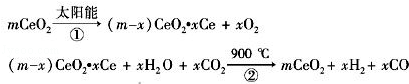 mCeO₂ —太阳能/①→ (m-x)CeO₂•xCe + xO₂
(m-x)CeO₂•xCe + xH₂O + xCO₂ —900 ℃/②→ mCeO₂ + xH₂ + xCO